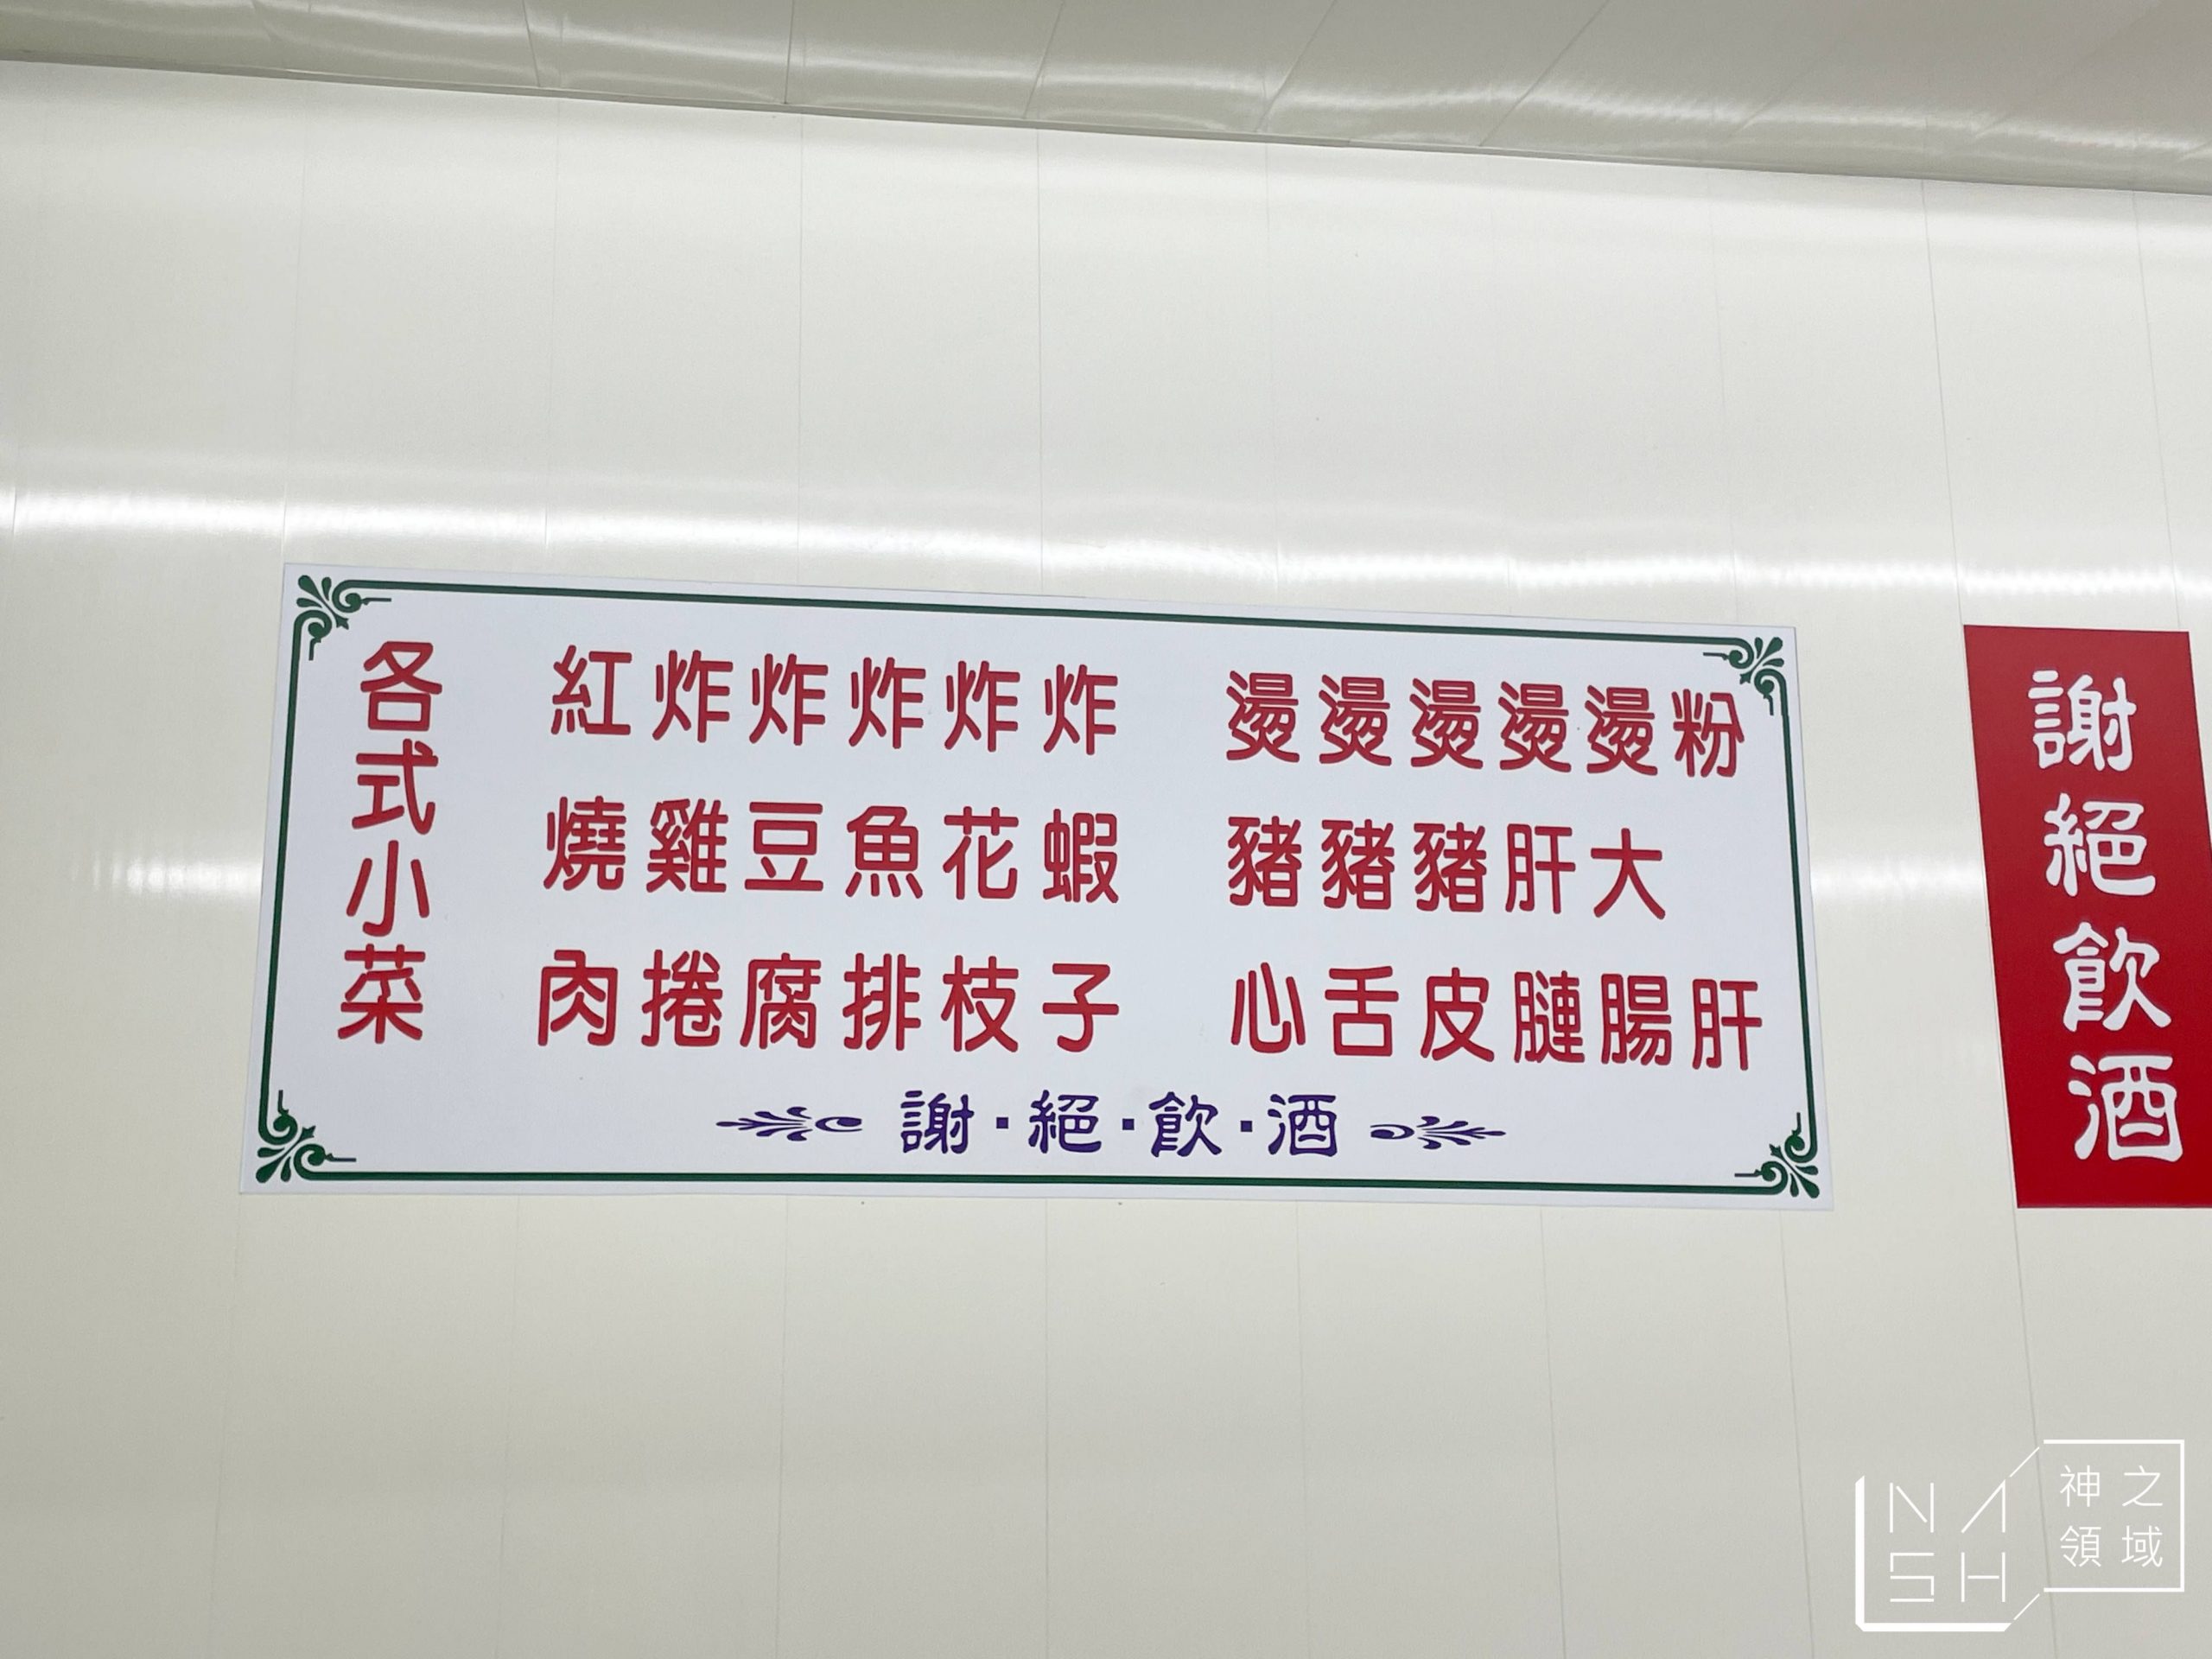 各式小菜
紅燒肉
炸雞捲
炸豆腐
炸魚排
炸花枝
炸蝦子
燙豬心
燙豬舌
燙豬皮
燙肝腱
燙大腸
粉肝
謝·絕·飲·酒
謝絕飲酒
NASH
神之領域